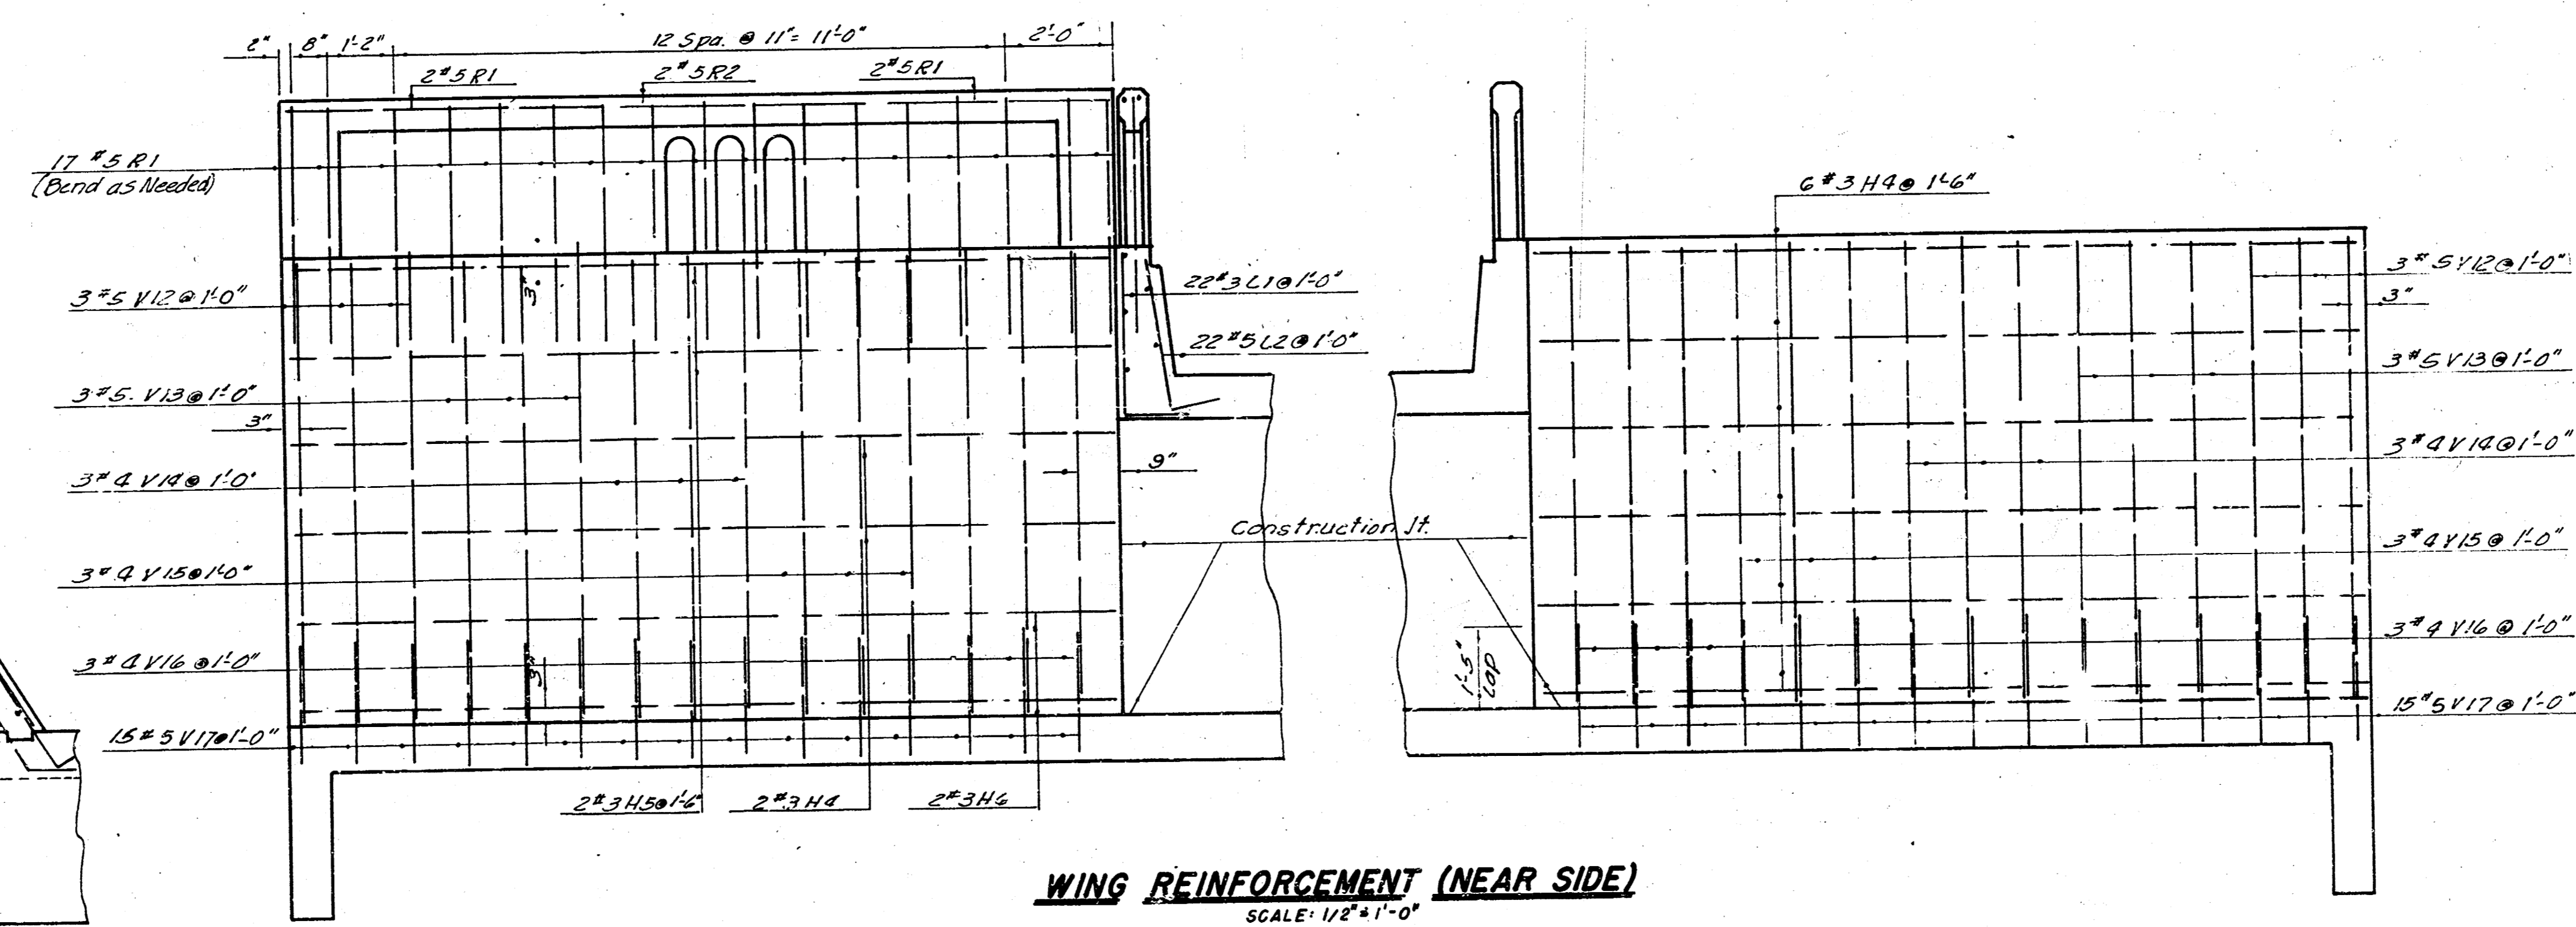 2" 8" 1'-2" 12 Spa. @ 11" = 11'-0" 2'-0"
2#5R1 2#5R2 2#5R1
17 #5 R1
(Bend as Needed)
6 #3 H4 @ 1'-6"
3 #5 V12 @ 1'-0"
3"
22 #3 L1 @ 1'-0"
3 #5 V12 @ 1'-0"
3"
22 #5 L2 @ 1'-0"
3 #5 V13 @ 1'-0"
3 #5 V13 @ 1'-0"
3"
3 #4 V14 @ 1'-0"
9"
3 #4 V14 @ 1'-0"
Construction Jt.
3 #4 V15 @ 1'-0"
3 #4 V15 @ 1'-0"
3 #4 V16 @ 1'-0"
3"
1'-5"
Lap
3 #4 V16 @ 1'-0"
15 #5 V17 @ 1'-0"
15 #5 V17 @ 1'-0"
2 #3 H5 @ 1'-6" 2 #3 H4 2 #3 H6
WING REINFORCEMENT (NEAR SIDE)
SCALE: 1/2" = 1'-0"